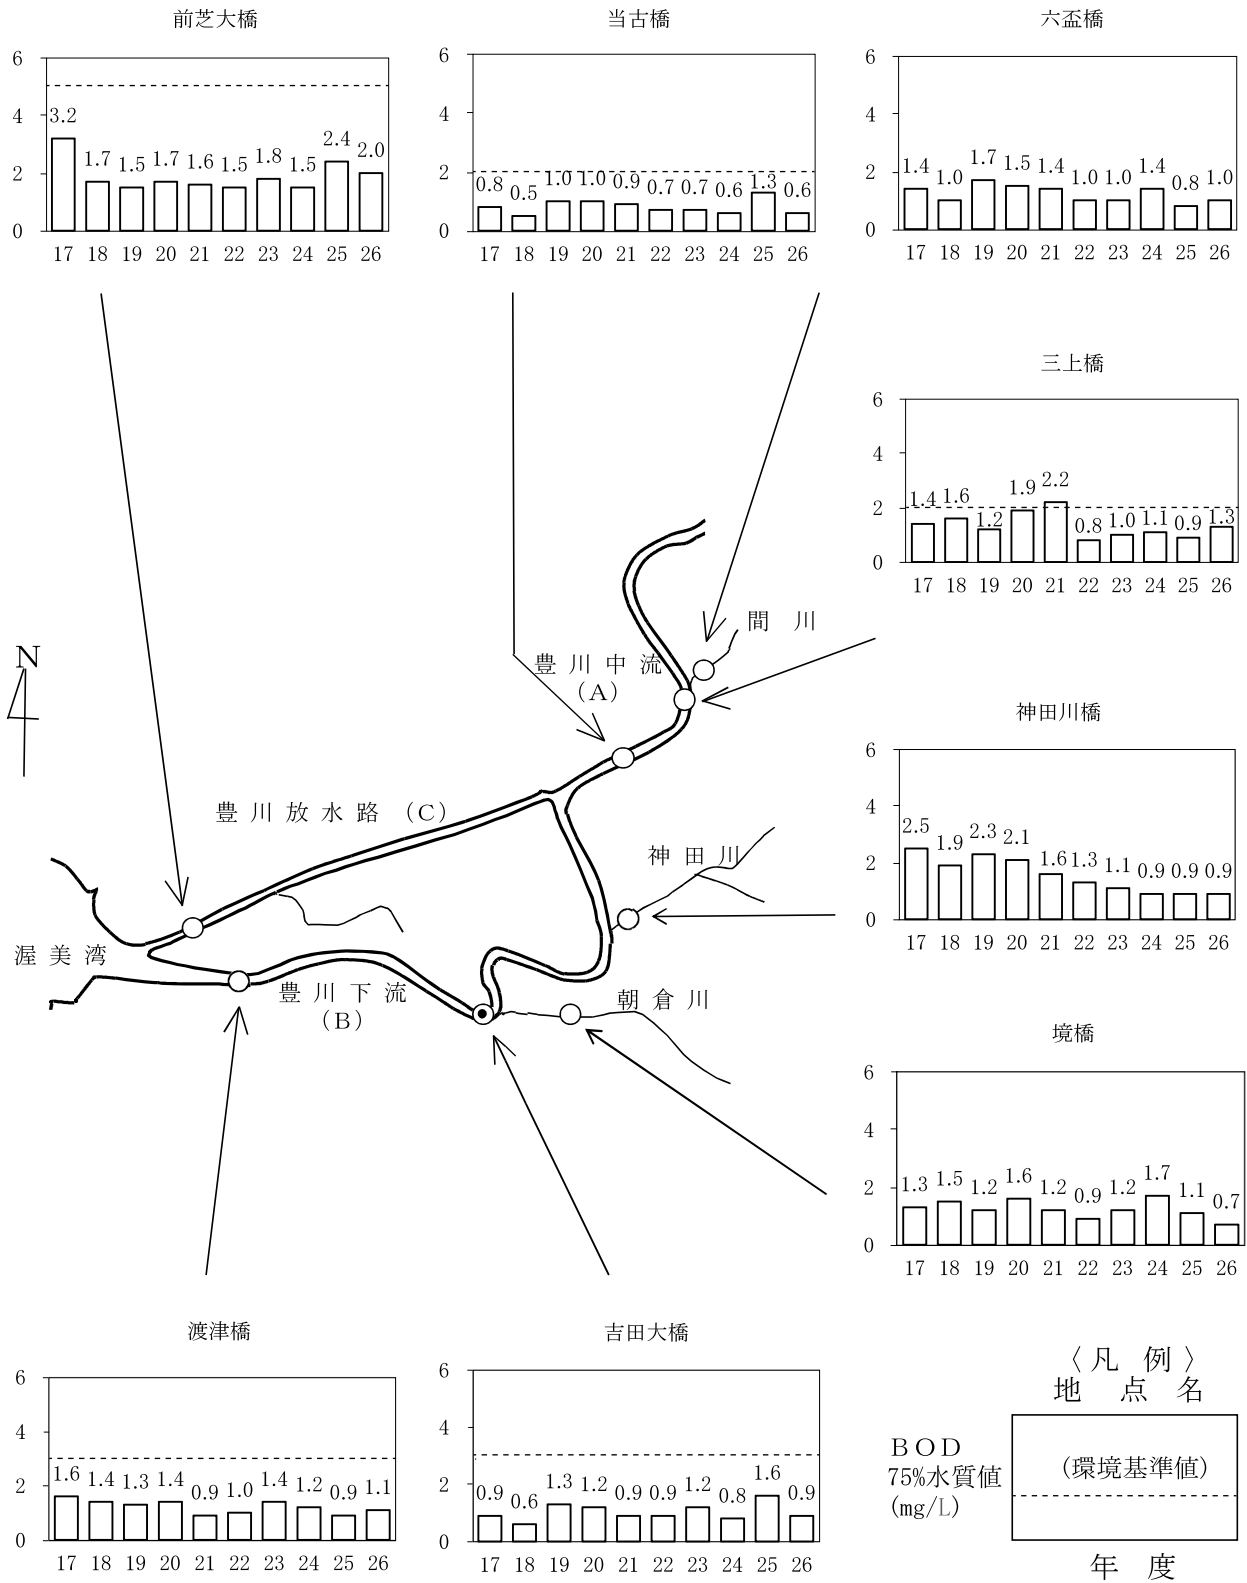 前芝大橋
6
4
2
0
3.2 1.7 1.5 1.7 1.6 1.5 1.8 1.5 2.4 2.0
17 18 19 20 21 22 23 24 25 26
当古橋
6
4
2
0
0.8 0.5 1.0 1.0 0.9 0.7 0.7 0.6 1.3 0.6
17 18 19 20 21 22 23 24 25 26
六盃橋
6
4
2
0
1.4 1.0 1.7 1.5 1.4 1.0 1.0 1.4 0.8 1.0
17 18 19 20 21 22 23 24 25 26
三上橋
6
4
2
0
1.4 1.6 1.2 1.9 2.2 0.8 1.0 1.1 0.9 1.3
17 18 19 20 21 22 23 24 25 26
間 川
N
豊 川 中 流
(A)
豊 川 放 水 路 (C)
神 田 川
渥 美 湾
豊 川 下 流
(B)
朝 倉 川
神田川橋
6
4
2
0
2.5 1.9 2.3 2.1 1.6 1.3 1.1 0.9 0.9 0.9
17 18 19 20 21 22 23 24 25 26
境橋
6
4
2
0
1.3 1.5 1.2 1.6 1.2 0.9 1.2 1.7 1.1 0.7
17 18 19 20 21 22 23 24 25 26
渡津橋
6
4
2
0
1.6 1.4 1.3 1.4 0.9 1.0 1.4 1.2 0.9 1.1
17 18 19 20 21 22 23 24 25 26
吉田大橋
6
4
2
0
0.9 0.6 1.3 1.2 0.9 0.9 1.2 0.8 1.6 0.9
17 18 19 20 21 22 23 24 25 26
〈 凡 例 〉
地 点 名
BOD
75%水質値
(mg/L)
(環境基準値)
年 度